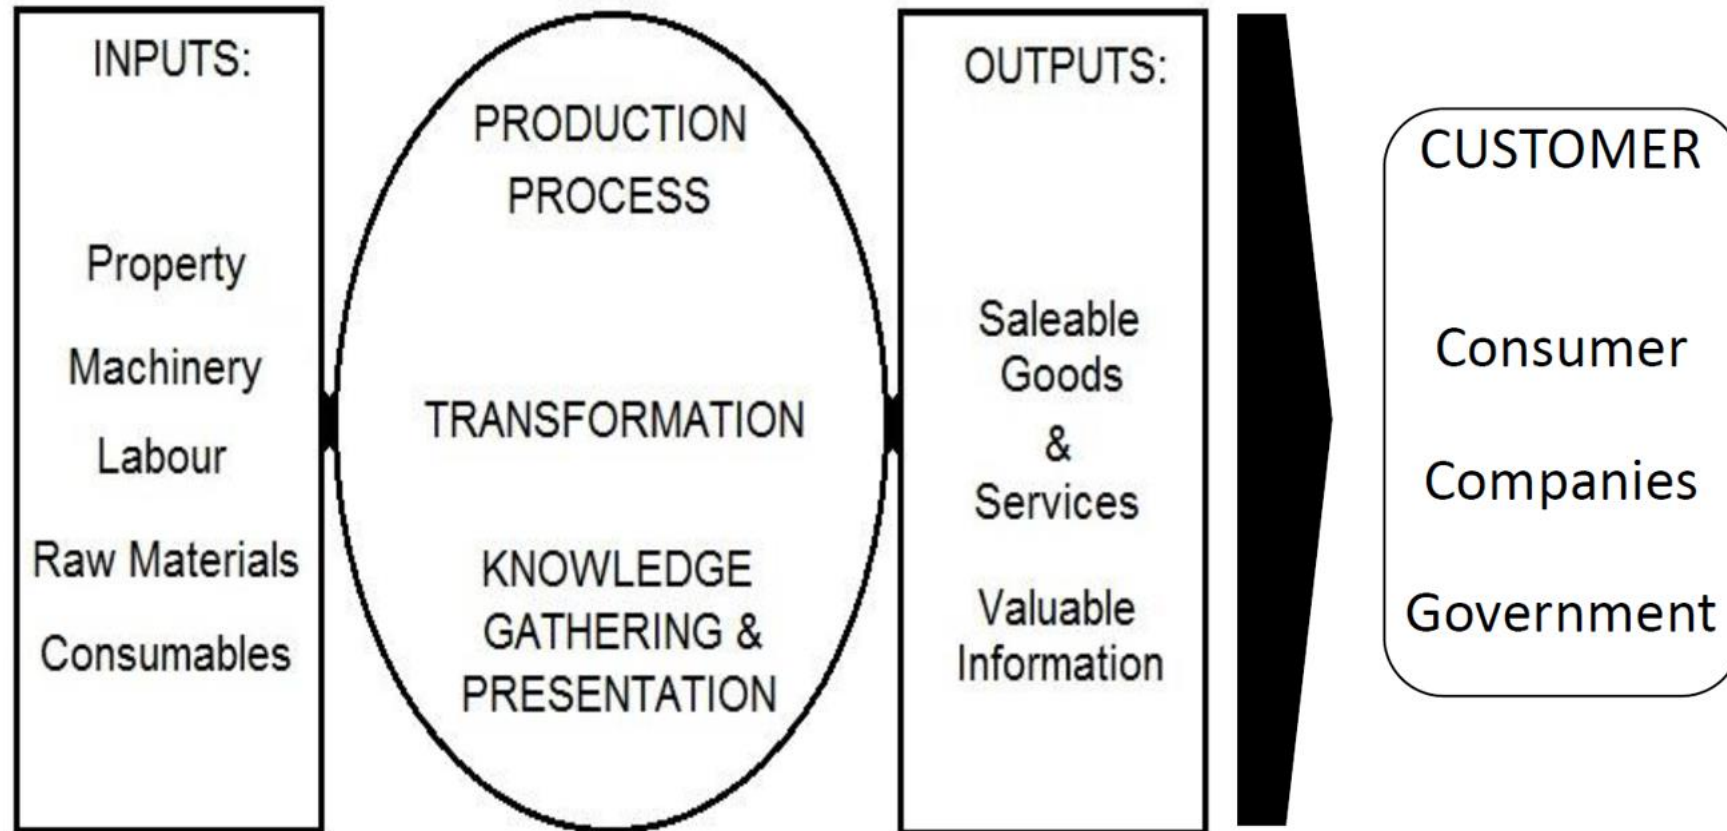 INPUTS:
Property
Machinery
Labour
Raw Materials
Consumables
PRODUCTION
PROCESS
TRANSFORMATION
KNOWLEDGE
GATHERING &
PRESENTATION
OUTPUTS:
Saleable
Goods
&
Services
Valuable
Information
CUSTOMER
Consumer
Companies
Government